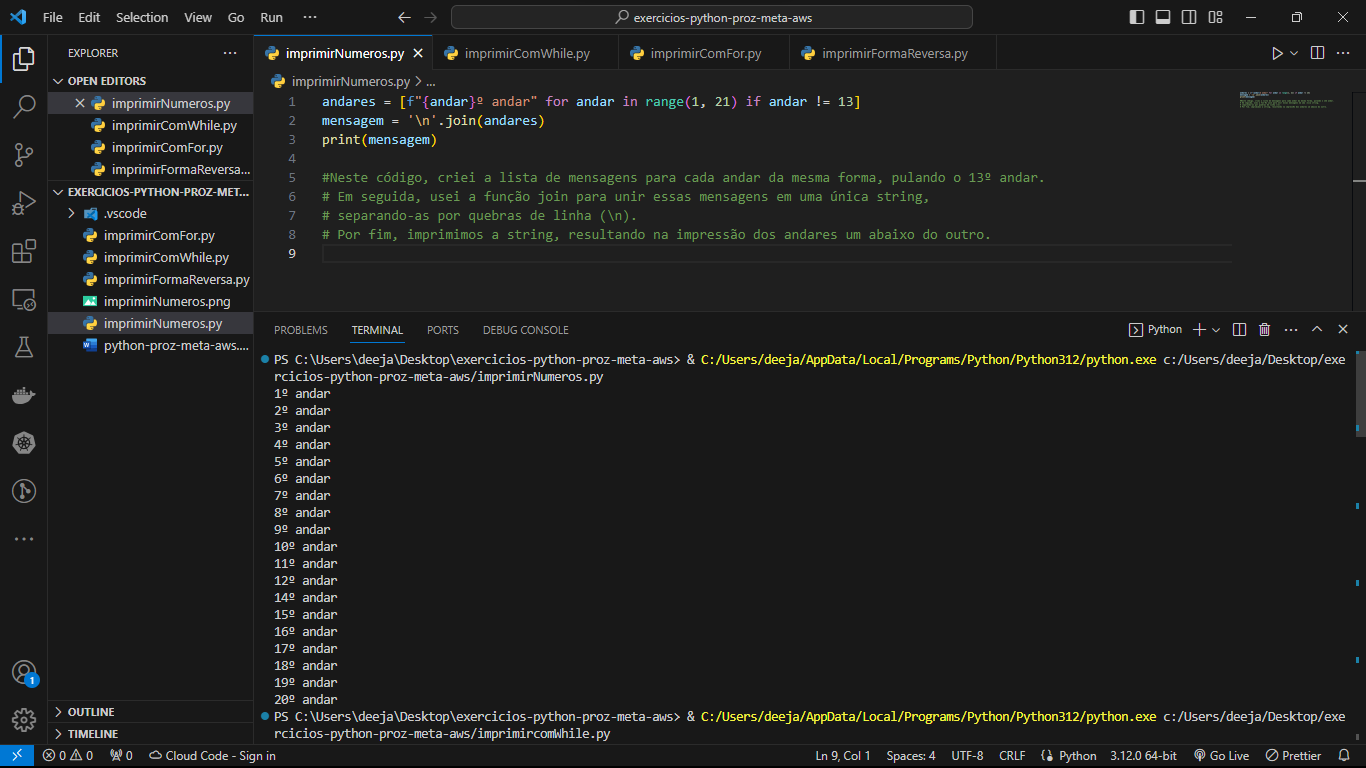 File Edit Selection View Go Run ··· exercicios-python-proz-meta-aws
EXPLORER ···
OPEN EDITORS
imprimirNumeros.py
imprimirComWhile.py
imprimirComFor.py
imprimirFormaReversa...
EXERCICIOS-PYTHON-PROZ-MET...
.vscode
imprimirComFor.py
imprimirComWhile.py
imprimirFormaReversa.py
imprimirNumeros.png
imprimirNumeros.py
python-proz-meta-aws....
OUTLINE
TIMELINE
1
imprimirNumeros.py imprimirComWhile.py imprimirComFor.py imprimirFormaReversa.py
imprimirNumeros.py > ...
1 andares = [f"{andar}º andar" for andar in range(1, 21) if andar != 13]
2 mensagem = '\n'.join(andares)
3 print(mensagem)
4
5 #Neste código, criei a lista de mensagens para cada andar da mesma forma, pulando o 13º andar.
6 # Em seguida, usei a função join para unir essas mensagens em uma única string,
7 # separando-as por quebras de linha (\n).
8 # Por fim, imprimimos a string, resultando na impressão dos andares um abaixo do outro.
9
PROBLEMS TERMINAL PORTS DEBUG CONSOLE Python
PS C:\Users\deeja\Desktop\exercicios-python-proz-meta-aws> & C:/Users/deeja/AppData/Local/Programs/Python/Python312/python.exe c:/Users/deeja/Desktop/exe
rcicios-python-proz-meta-aws/imprimirNumeros.py
1º andar
2º andar
3º andar
4º andar
5º andar
6º andar
7º andar
8º andar
9º andar
10º andar
11º andar
12º andar
14º andar
15º andar
16º andar
17º andar
18º andar
19º andar
20º andar
PS C:\Users\deeja\Desktop\exercicios-python-proz-meta-aws> & C:/Users/deeja/AppData/Local/Programs/Python/Python312/python.exe c:/Users/deeja/Desktop/exe
rcicios-python-proz-meta-aws/imprimircomWhile.py
0 0 0 Cloud Code - Sign in Ln 9, Col 1 Spaces: 4 UTF-8 CRLF Python 3.12.0 64-bit Go Live Prettier